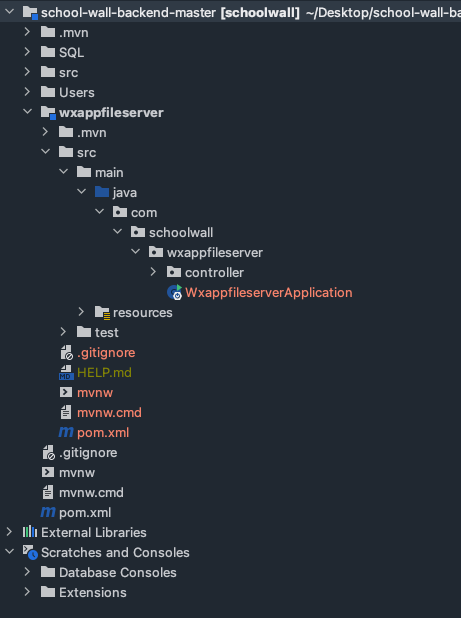 school-wall-backend-master [schoolwall] ~/Desktop/school-wall-ba
.mvn
SQL
src
Users
wxappfileserver
.mvn
src
main
java
com
schoolwall
wxappfileserver
controller
WxappfileserverApplication
resources
test
.gitignore
HELP.md
mvnw
mvnw.cmd
pom.xml
.gitignore
mvnw
mvnw.cmd
pom.xml
External Libraries
Scratches and Consoles
Database Consoles
Extensions